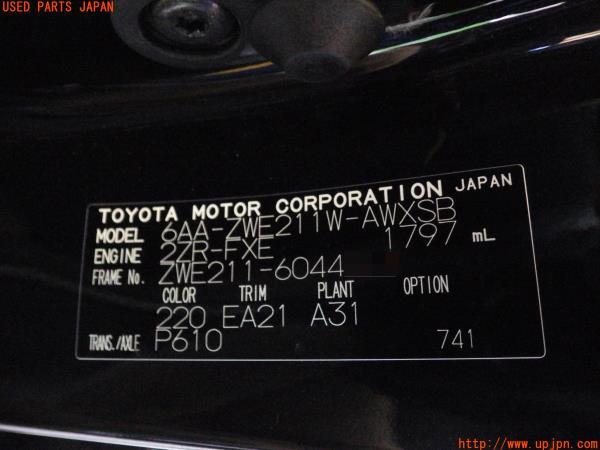 USED PARTS JAPAN
TOYOTA MOTOR CORPORATION JAPAN
MODEL 6AA-ZWE211W-AWXSB
ENGINE 2ZR-FXE 1797 mL
FRAME No. ZWE211-6044
COLOR TRIM PLANT OPTION
220 EA21 A31
TRANS./AXLE P610 741
http://www.upjpn.com